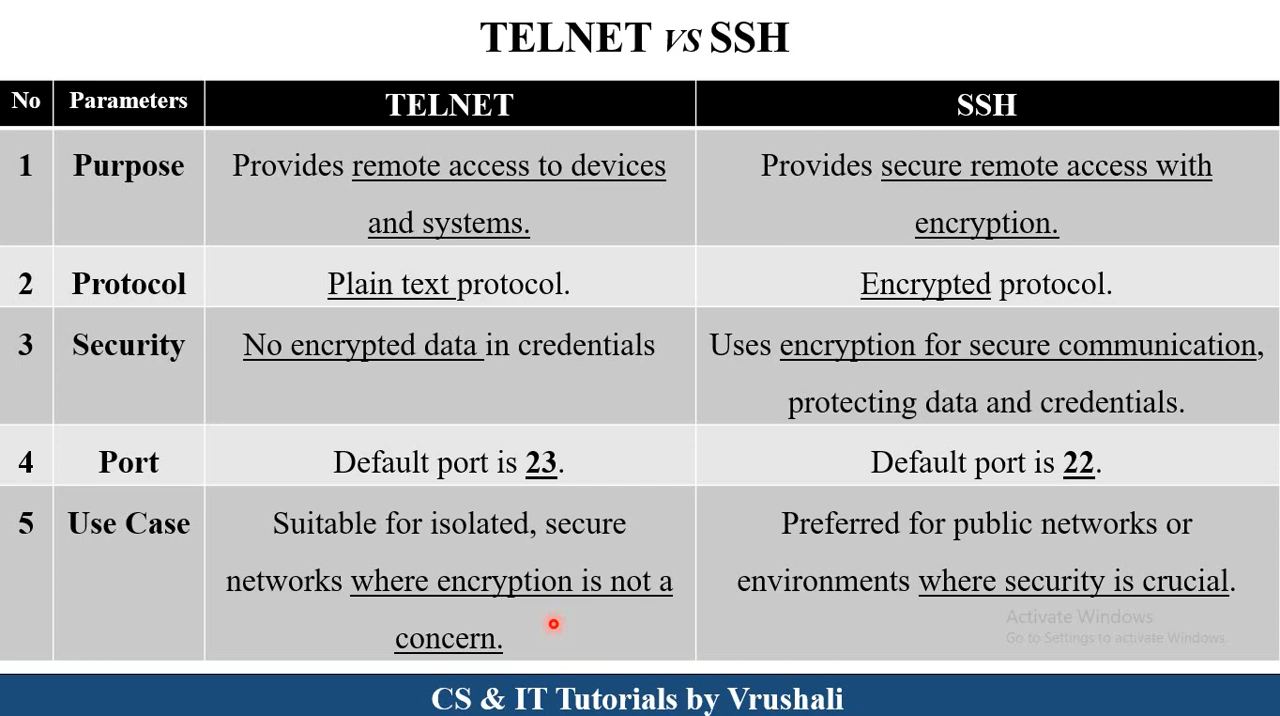 TELNET VS SSH
No Parameters TELNET SSH
1 Purpose Provides remote access to devices and systems. Provides secure remote access with encryption.
2 Protocol Plain text protocol. Encrypted protocol.
3 Security No encrypted data in credentials Uses encryption for secure communication, protecting data and credentials.
4 Port Default port is 23. Default port is 22.
5 Use Case Suitable for isolated, secure networks where encryption is not a concern. Preferred for public networks or environments where security is crucial.
Activate Windows
Go to Settings to activate Windows.
CS & IT Tutorials by Vrushali